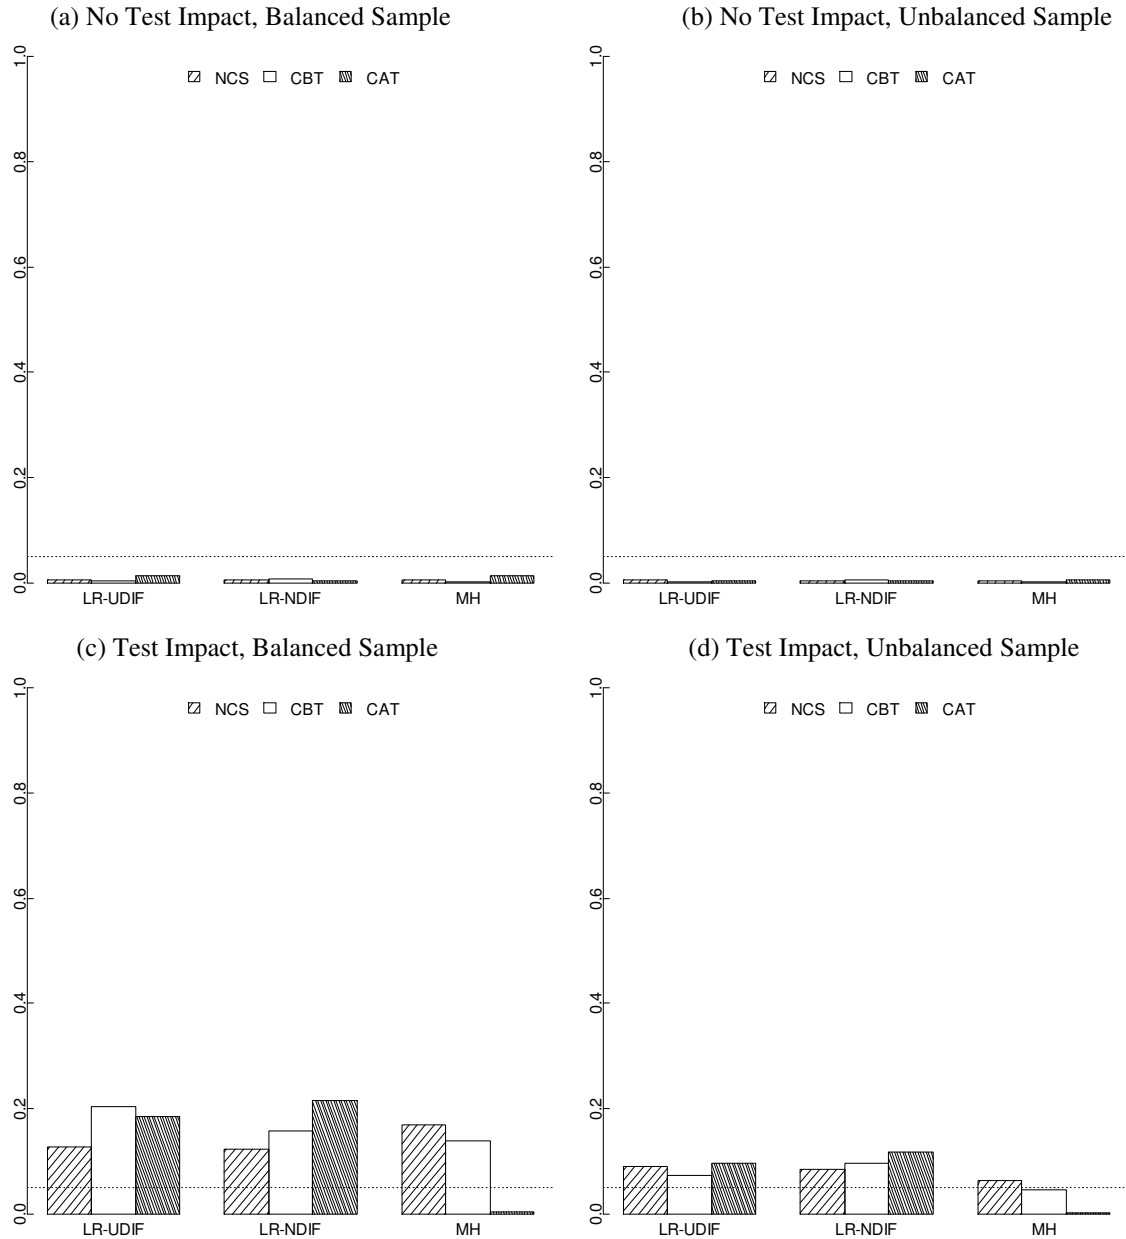 (a) No Test Impact, Balanced Sample
NCS CBT CAT
1.0
0.8
0.6
0.4
0.2
0.0
LR-UDIF LR-NDIF MH
(b) No Test Impact, Unbalanced Sample
NCS CBT CAT
1.0
0.8
0.6
0.4
0.2
0.0
LR-UDIF LR-NDIF MH
(c) Test Impact, Balanced Sample
NCS CBT CAT
1.0
0.8
0.6
0.4
0.2
0.0
LR-UDIF LR-NDIF MH
(d) Test Impact, Unbalanced Sample
NCS CBT CAT
1.0
0.8
0.6
0.4
0.2
0.0
LR-UDIF LR-NDIF MH